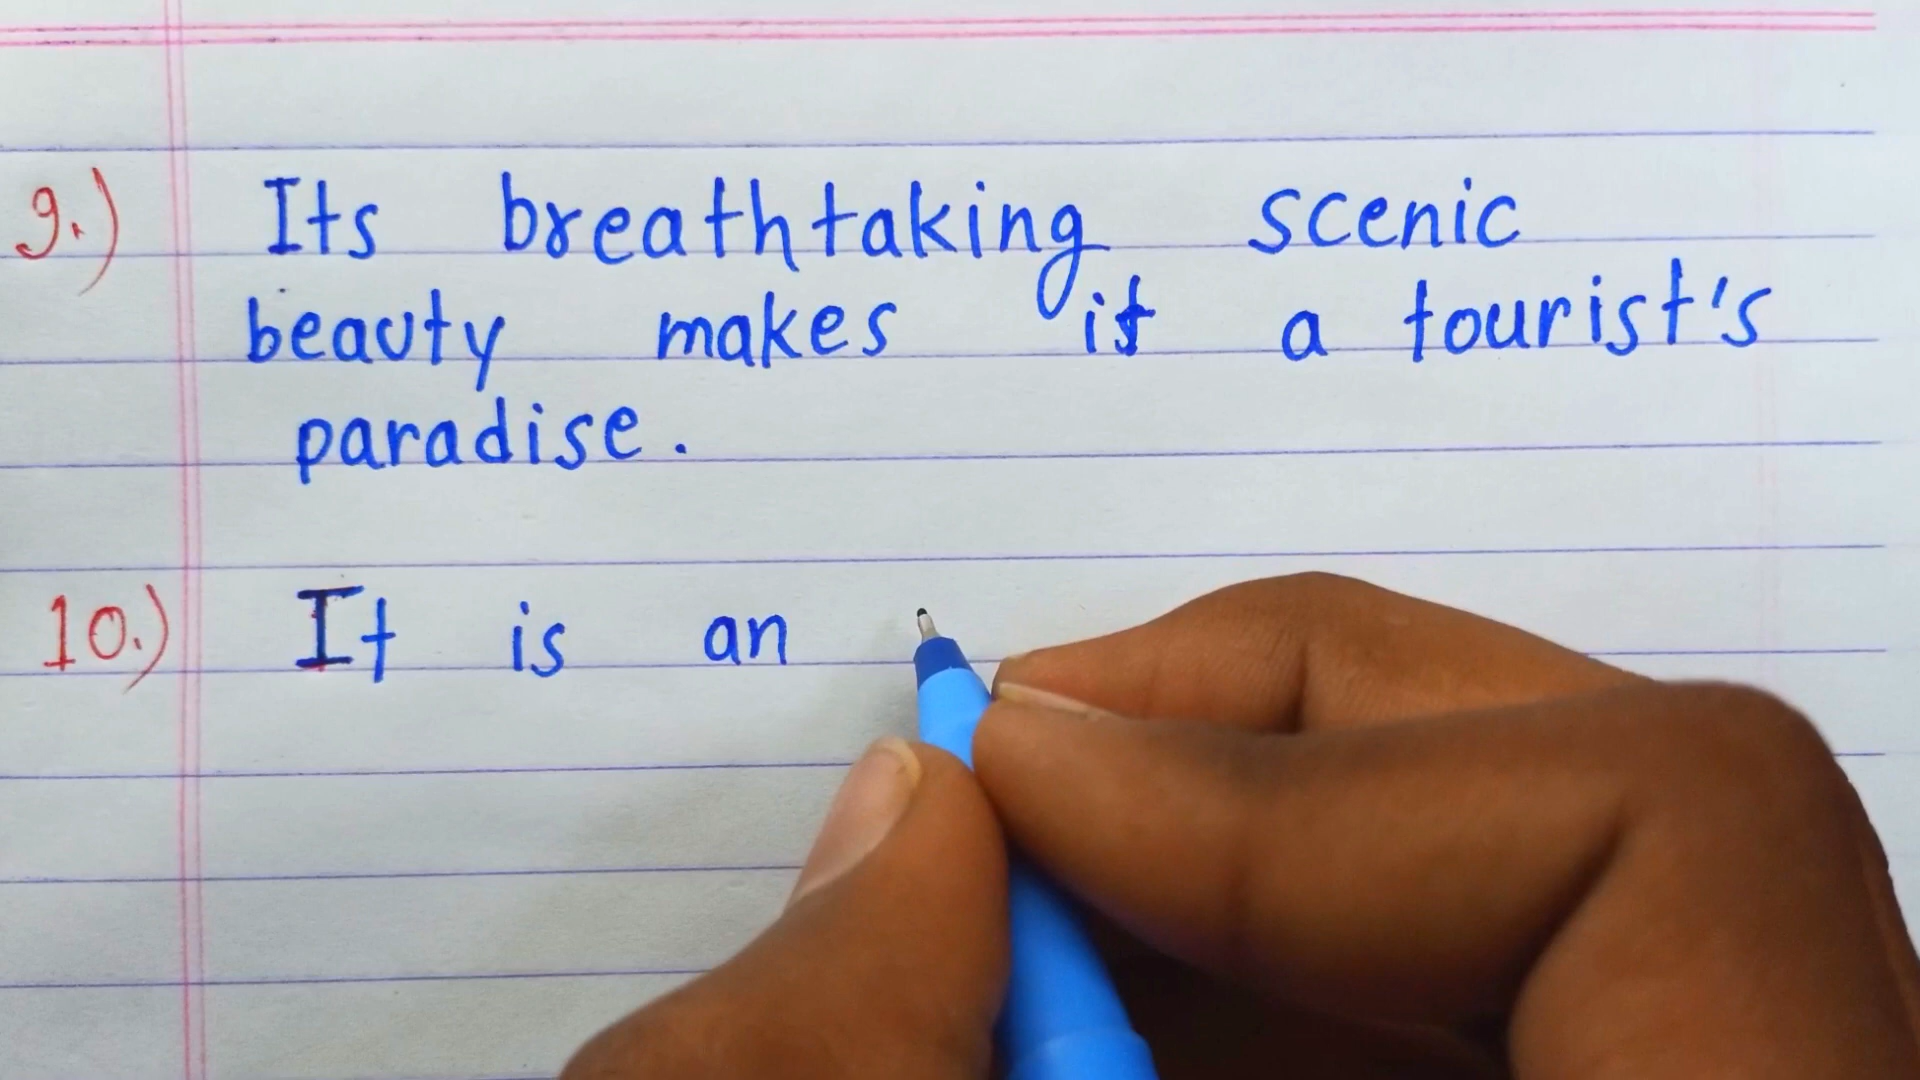 9.) Its breathtaking scenic
beauty makes it a tourist's
paradise.
10.) It is an